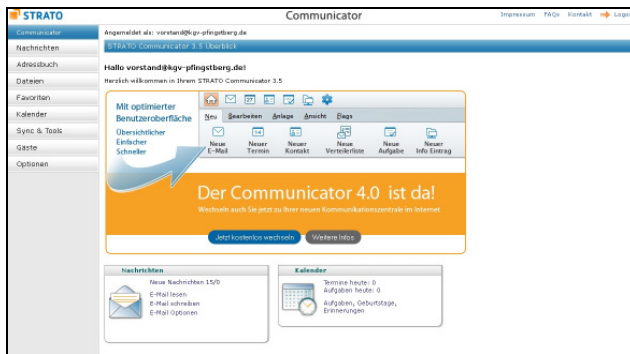 STRATO
Communicator
Impressum FAQs Kontakt Logo
Communicator
Angemeldet als: vorstand@kgv-pfingstberg.de
Nachrichten
STRATO Communicator 3.5 Überblick
Adressbuch
Hallo vorstand@kgv-pfingstberg.de!
Dateien
Herzlich willkommen in Ihrem STRATO Communicator 3.5
Favoriten
Kalender
Sync & Tools
Gäste
Optionen
Mit optimierter
Benutzeroberfläche
Übersichtlicher
Einfacher
Schneller
27
Neu Bearbeiten Anlage Ansicht Flags
Neue E-Mail
Neuer Termin
Neuer Kontakt
Neue Verteilerliste
Neue Aufgabe
Neuer Info Eintrag
Der Communicator 4.0 ist da!
Wechseln auch Sie jetzt zu Ihrer neuen Kommunikationszentrale im Internet
Jetzt kostenlos wechseln Weitere Infos
Nachrichten
Neue Nachrichten 15/0
E-Mail lesen
E-Mail schreiben
E-Mail Optionen
Kalender
Termine heute: 0
Aufgaben heute: 0
Aufgaben, Geburtstage,
Erinnerungen